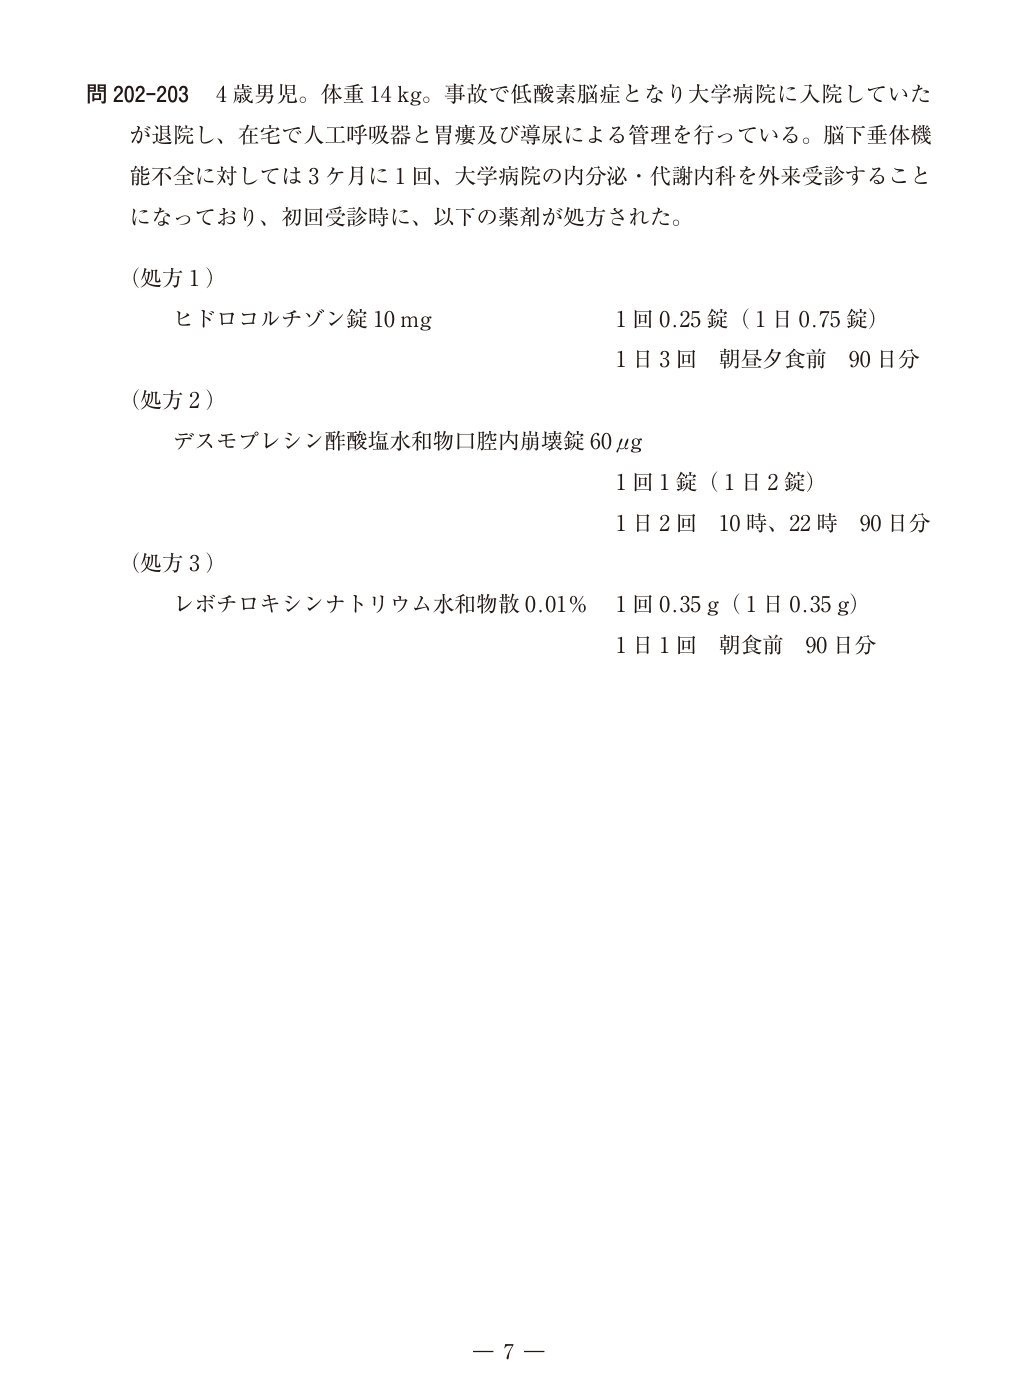 問 202-203　4 歳男児。体重 14 kg。事故で低酸素脳症となり大学病院に入院していた
が退院し、在宅で人工呼吸器と胃瘻及び導尿による管理を行っている。脳下垂体機
能不全に対しては 3 ケ月に 1 回、大学病院の内分泌・代謝内科を外来受診すること
になっており、初回受診時に、以下の薬剤が処方された。
（処方 1 ）
ヒドロコルチゾン錠 10 mg　1 回 0.25 錠（ 1 日 0.75 錠）
1 日 3 回　朝昼夕食前　90 日分
（処方 2 ）
デスモプレシン酢酸塩水和物口腔内崩壊錠 60 μg
1 回 1 錠（ 1 日 2 錠）
1 日 2 回　10 時、22 時　90 日分
（処方 3 ）
レボチロキシンナトリウム水和物散 0.01%　1 回 0.35 g（ 1 日 0.35 g）
1 日 1 回　朝食前　90 日分
― 7 ―